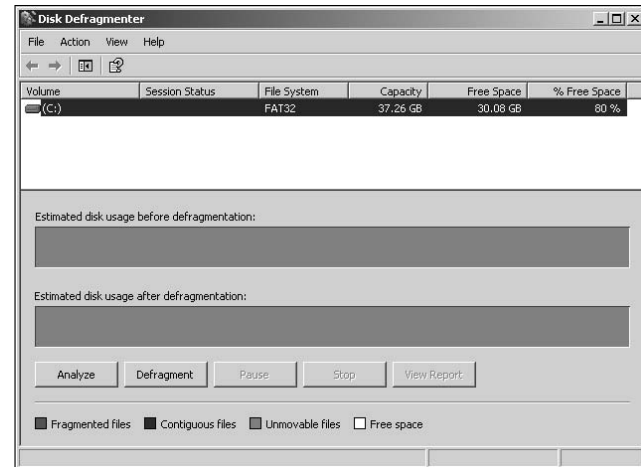 Disk Defragmenter
File Action View Help
Volume Session Status File System Capacity Free Space % Free Space
(C:) FAT32 37.26 GB 30.08 GB 80 %
Estimated disk usage before defragmentation:
Estimated disk usage after defragmentation:
Analyze Defragment Pause Stop View Report
Fragmented files Contiguous files Unmovable files Free space